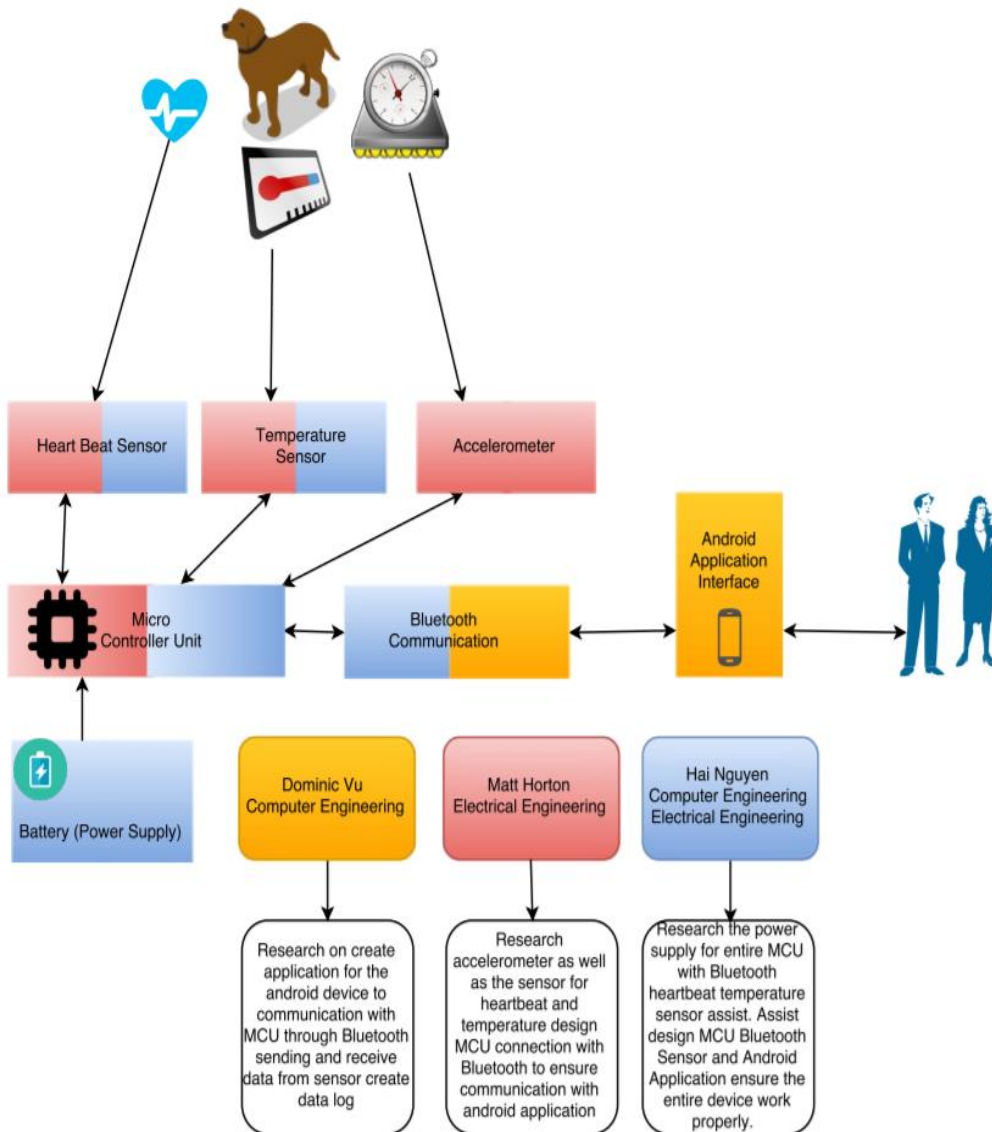 Heart Beat Sensor
Temperature
Sensor
Accelerometer
Android
Application
Interface
Micro
Controller Unit
Bluetooth
Communication
Battery (Power Supply)
Dominic Vu
Computer Engineering
Matt Horton
Electrical Engineering
Hai Nguyen
Computer Engineering
Electrical Engineering
Research on create
application for the
android device to
communication with
MCU through Bluetooth
sending and receive
data from sensor create
data log
Research
accelerometer as well
as the sensor for
heartbeat and
temperature design
MCU connection with
Bluetooth to ensure
communication with
android application
Research the power
supply for entire MCU
with Bluetooth
heartbeat temperature
sensor assist. Assist
design MCU Bluetooth
Sensor and Android
Application ensure the
entire device work
properly.